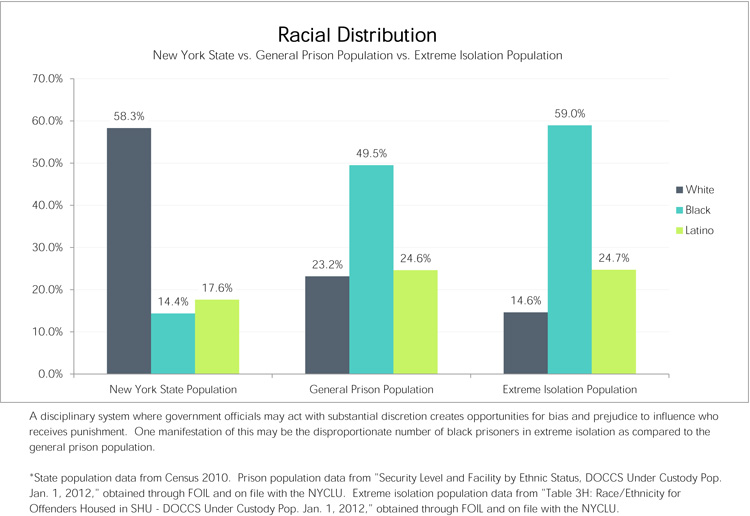 Racial Distribution
New York State vs. General Prison Population vs. Extreme Isolation Population
70.0%
60.0%
50.0%
40.0%
30.0%
20.0%
10.0%
0.0%
58.3%
14.4%
17.6%
23.2%
49.5%
24.6%
14.6%
59.0%
24.7%
White
Black
Latino
New York State Population
General Prison Population
Extreme Isolation Population
A disciplinary system where government officials may act with substantial discretion creates opportunities for bias and prejudice to influence who
receives punishment. One manifestation of this may be the disproportionate number of black prisoners in extreme isolation as compared to the
general prison population.
*State population data from Census 2010. Prison population data from "Security Level and Facility by Ethnic Status, DOCCS Under Custody Pop.
Jan. 1, 2012," obtained through FOIL and on file with the NYCLU. Extreme isolation population data from "Table 3H: Race/Ethnicity for
Offenders Housed in SHU - DOCCS Under Custody Pop. Jan. 1, 2012," obtained through FOIL and on file with the NYCLU.